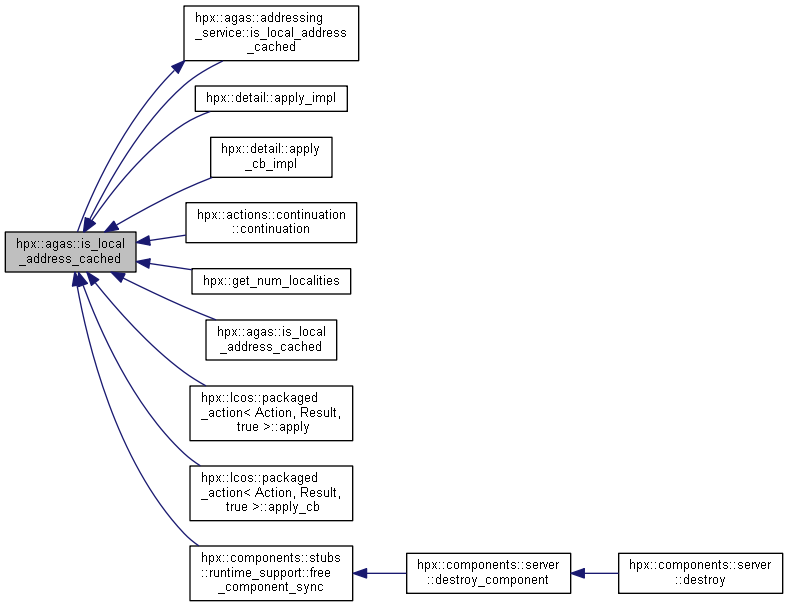 hpx::agas::addressing
_service::is_local_address
_cached
hpx::detail::apply_impl
hpx::detail::apply
_cb_impl
hpx::actions::continuation
::continuation
hpx::agas::is_local
_address_cached
hpx::get_num_localities
hpx::agas::is_local
_address_cached
hpx::lcos::packaged
_action< Action, Result,
true >::apply
hpx::lcos::packaged
_action< Action, Result,
true >::apply_cb
hpx::components::stubs
::runtime_support::free
_component_sync
hpx::components::server
::destroy_component
hpx::components::server
::destroy